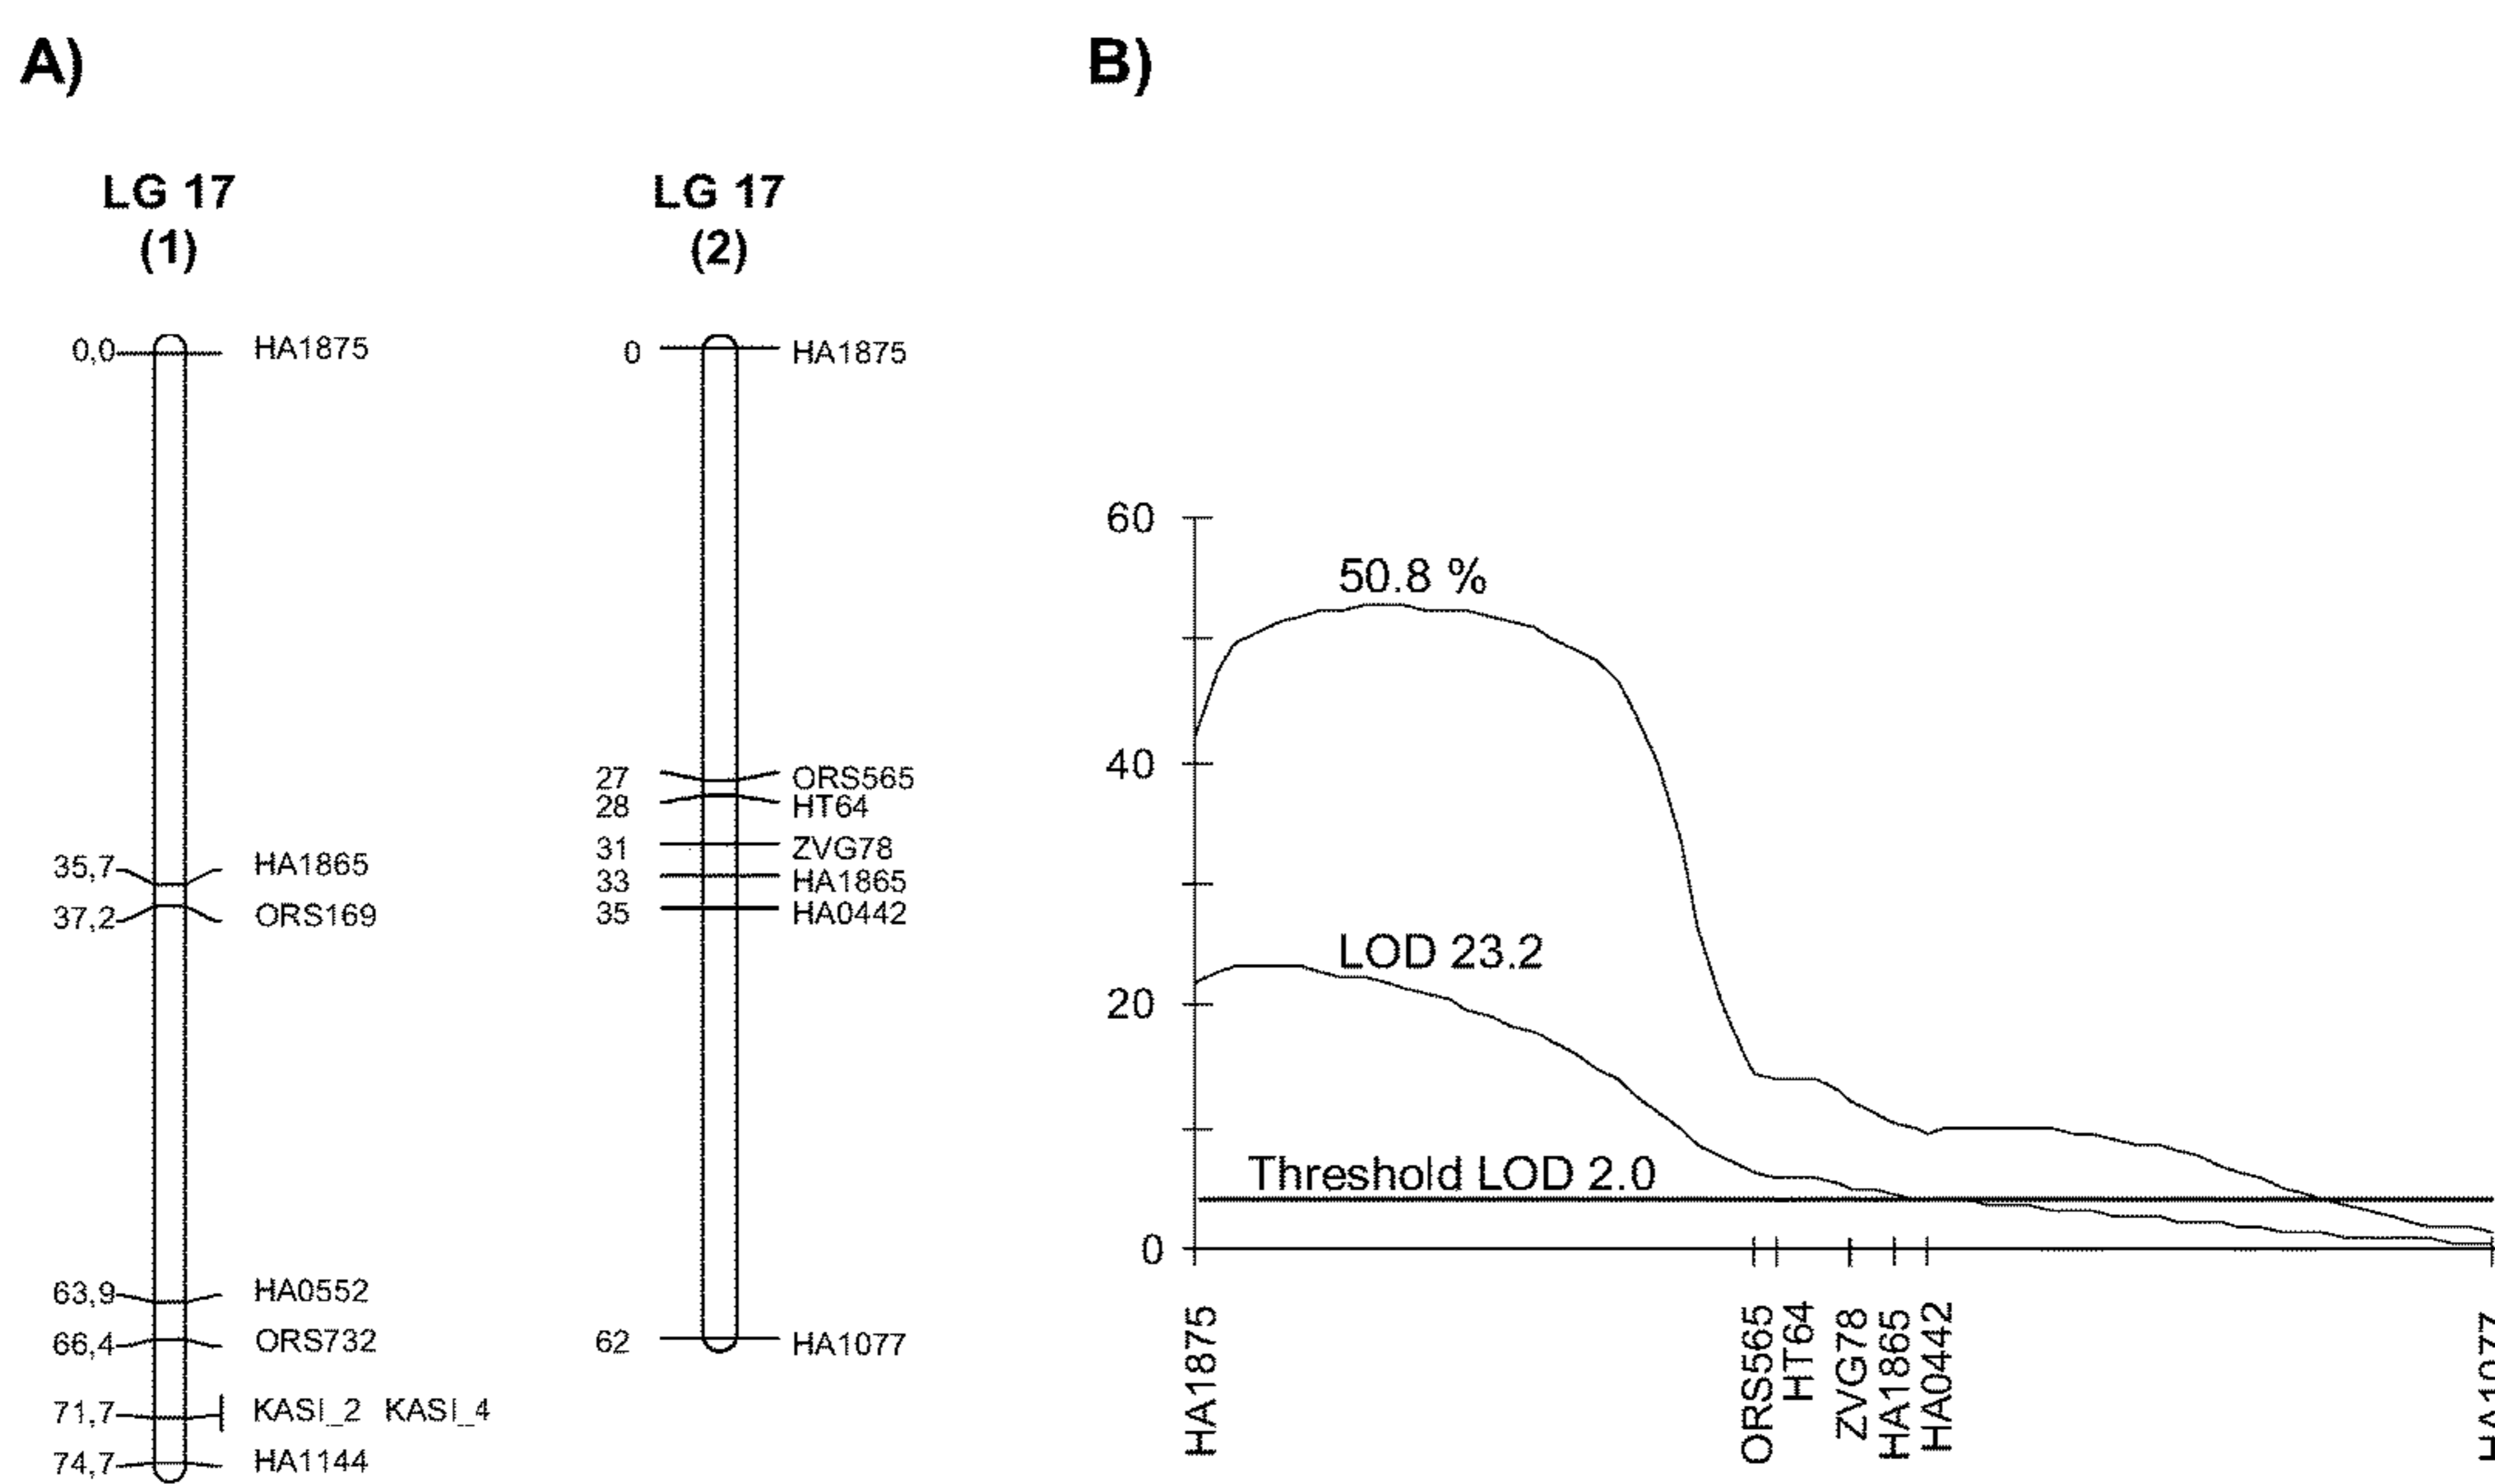 A)
B)
LG 17
(1)
LG 17
(2)
0,0 HA1875
35,7 HA1865
37,2 ORS169
63,9 HA0552
66,4 ORS732
71,7 KASI_2 KASI_4
74,7 HA1144
0 HA1875
27 ORS565
28 HT64
31 ZVG78
33 HA1865
35 HA0442
62 HA1077
60
40
20
0
50.8 %
LOD 23.2
Threshold LOD 2.0
HA1875
ORS565
HT64
ZVG78
HA1865
HA0442
HA1077